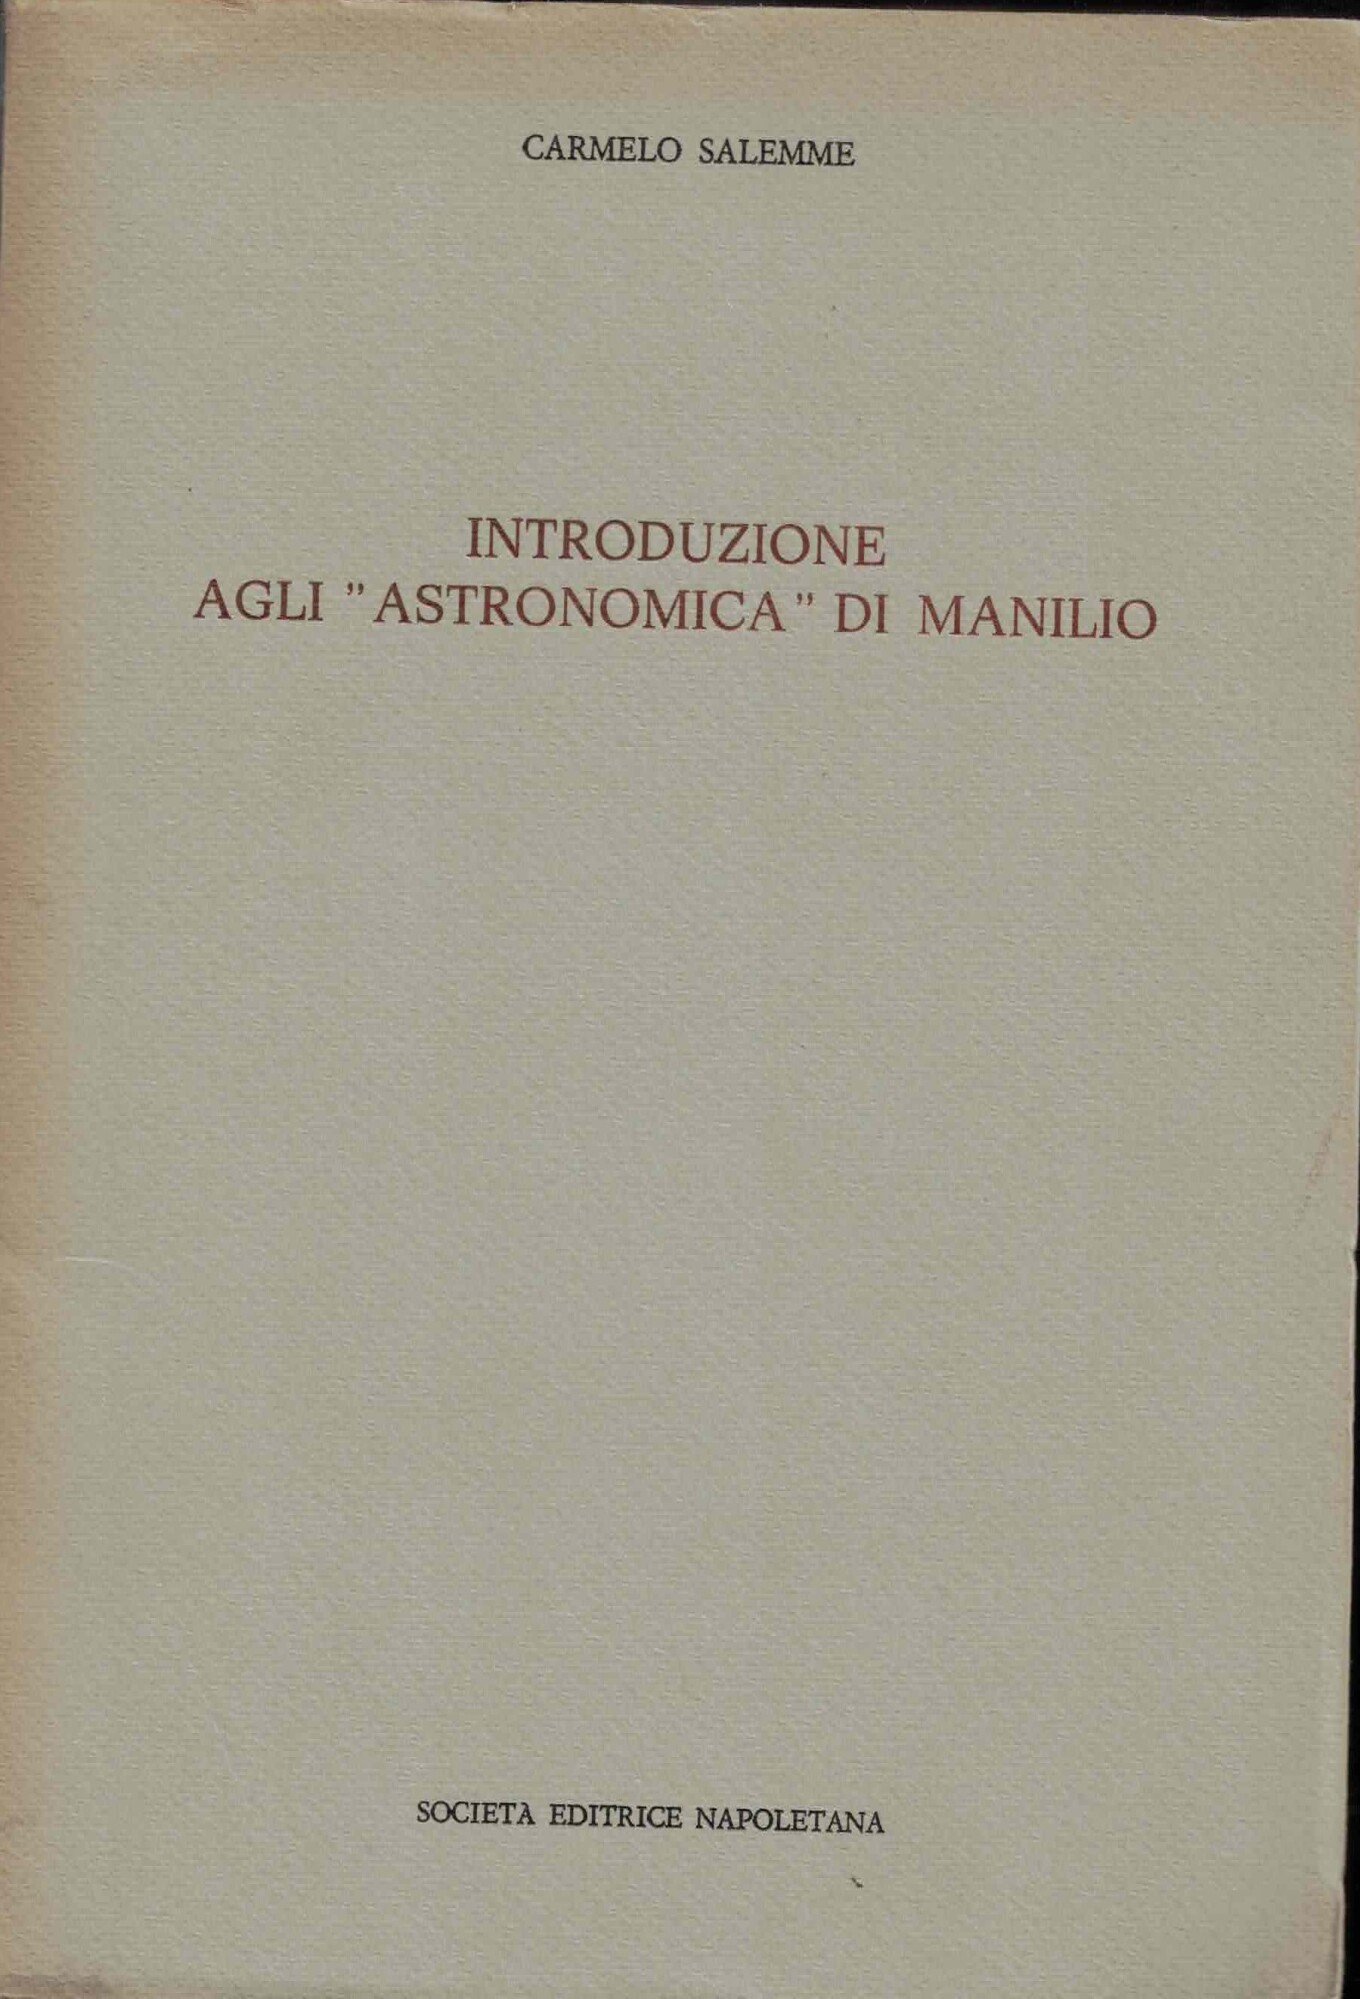 CARMELO SALEMME
INTRODUZIONE
AGLI "ASTRONOMICA" DI MANILIO
SOCIETÀ EDITRICE NAPOLETANA